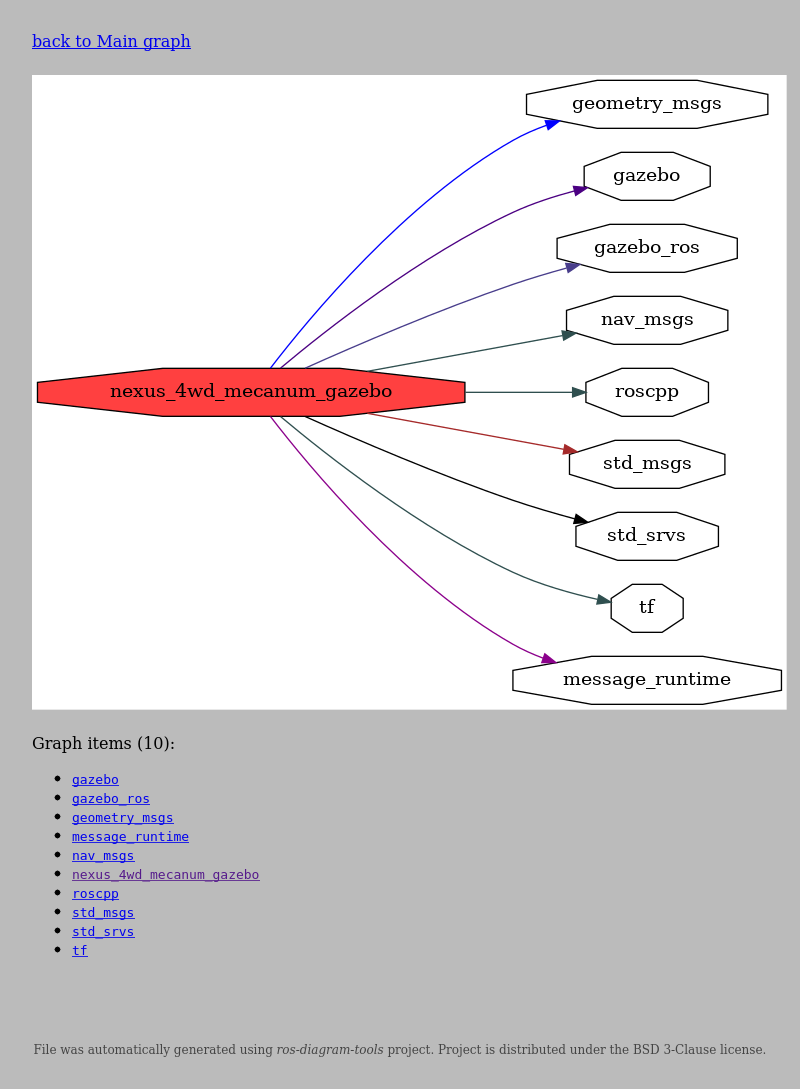 back to Main graph
geometry_msgs
gazebo
gazebo_ros
nav_msgs
nexus_4wd_mecanum_gazebo
roscpp
std_msgs
std_srvs
tf
message_runtime
Graph items (10):
gazebo
gazebo_ros
geometry_msgs
message_runtime
nav_msgs
nexus_4wd_mecanum_gazebo
roscpp
std_msgs
std_srvs
tf
File was automatically generated using ros-diagram-tools project. Project is distributed under the BSD 3-Clause license.